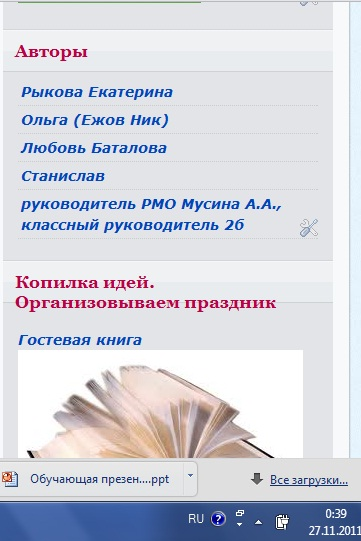 Авторы
Рыкова Екатерина
Ольга (Ежов Ник)
Любовь Баталова
Станислав
руководитель РМО Мусина А.А.,
классный руководитель 2б
Копилка идей.
Организовываем праздник
Гостевая книга
Обучающая презен....ppt
Все загрузки...
RU
0:39
27.11.2011